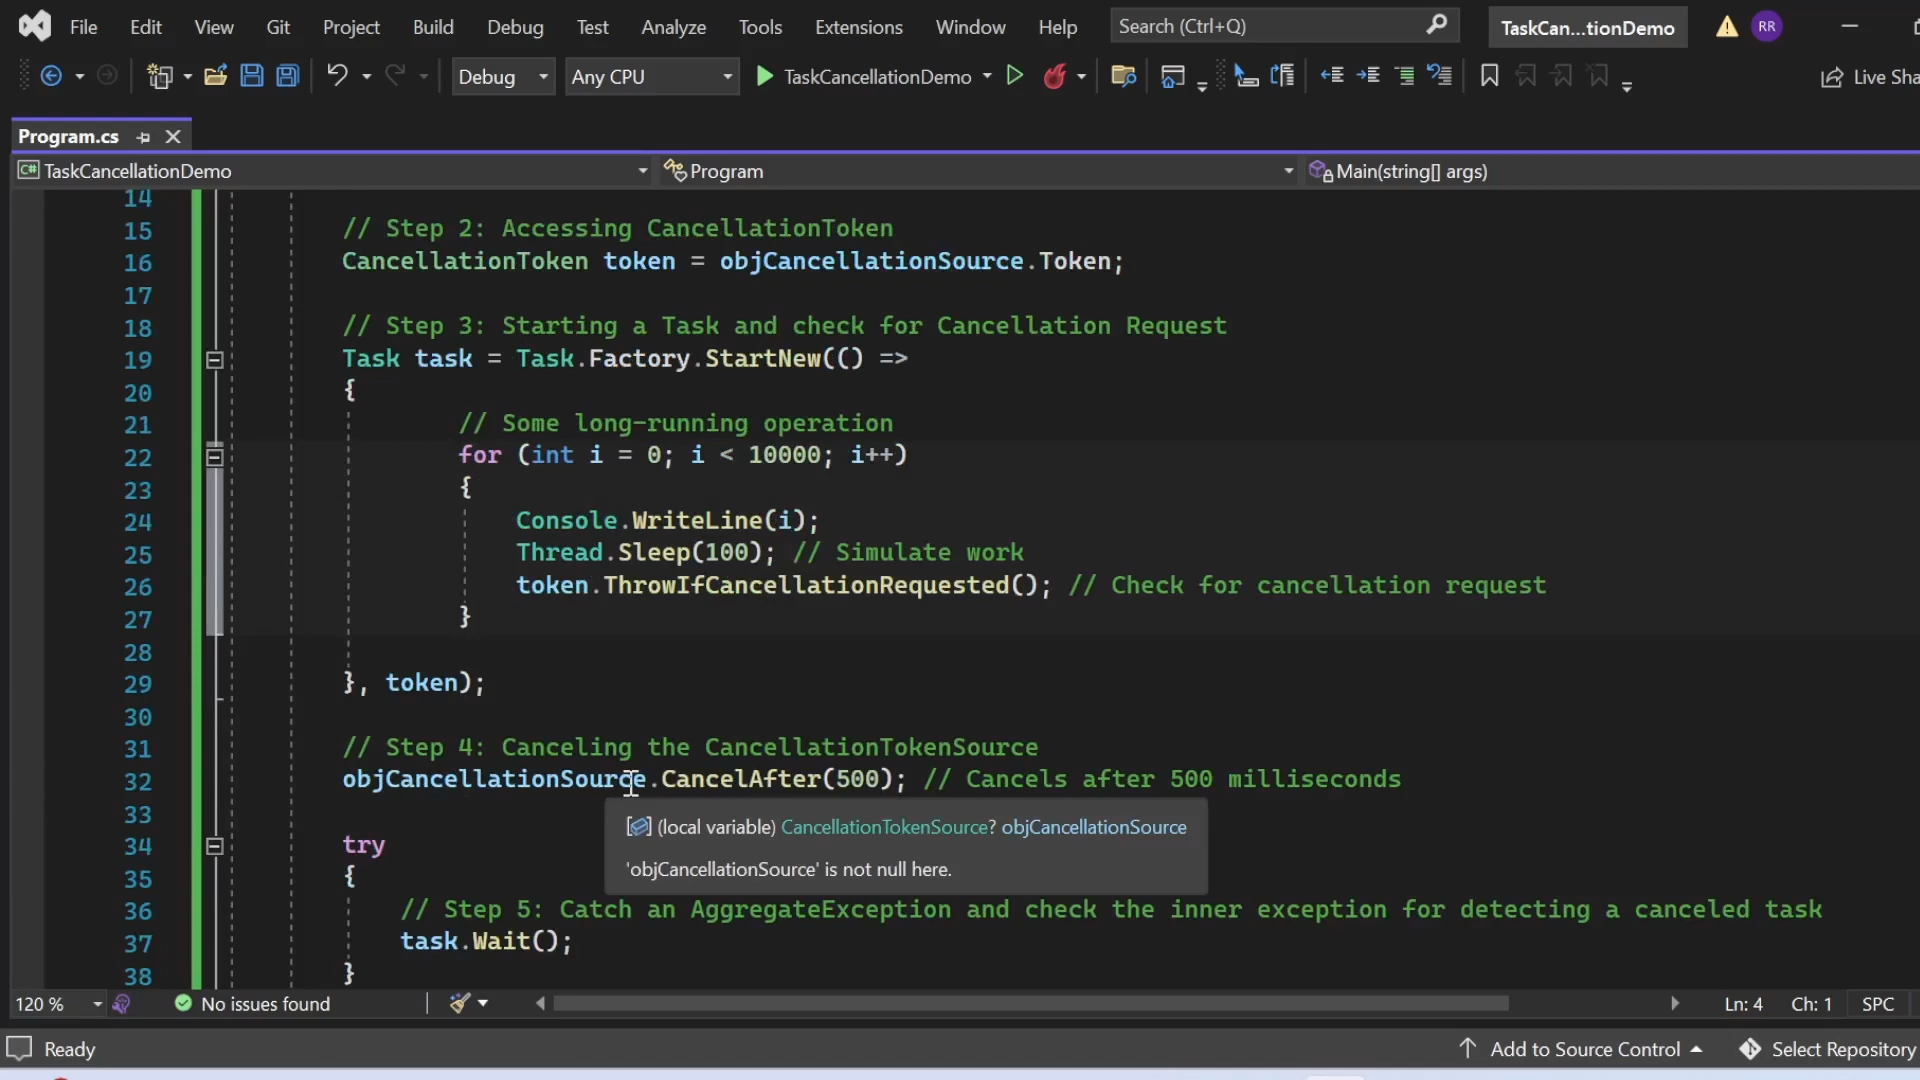 File Edit View Git Project Build Debug Test Analyze Tools Extensions Window Help Search (Ctrl+Q) TaskCan...tionDemo RR
Debug Any CPU TaskCancellationDemo Live Sha
Program.cs
C# TaskCancellationDemo Program Main(string[] args)
14
15 // Step 2: Accessing CancellationToken
16 CancellationToken token = objCancellationSource.Token;
17
18 // Step 3: Starting a Task and check for Cancellation Request
19 Task task = Task.Factory.StartNew(() =>
20 {
21 // Some long-running operation
22 for (int i = 0; i < 10000; i++)
23 {
24 Console.WriteLine(i);
25 Thread.Sleep(100); // Simulate work
26 token.ThrowIfCancellationRequested(); // Check for cancellation request
27 }
28
29 }, token);
30
31 // Step 4: Canceling the CancellationTokenSource
32 objCancellationSource.CancelAfter(500); // Cancels after 500 milliseconds
33 (local variable) CancellationTokenSource? objCancellationSource
34 try
'objCancellationSource' is not null here.
35 {
36 // Step 5: Catch an AggregateException and check the inner exception for detecting a canceled task
37 task.Wait();
38 }
120 % No issues found Ln: 4 Ch: 1 SPC
Ready Add to Source Control Select Repository